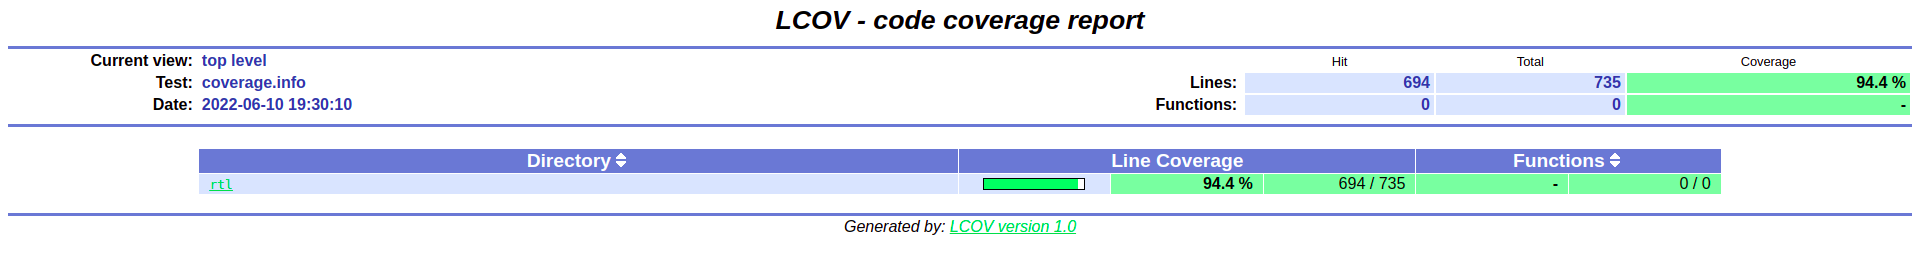 LCOV - code coverage report
Current view: top level
Hit Total Coverage
Test: coverage.info Lines: 694 735 94.4 %
Date: 2022-06-10 19:30:10 Functions: 0 0 -
Directory Line Coverage Functions
rtl 94.4 % 694 / 735 - 0 / 0
Generated by: LCOV version 1.0